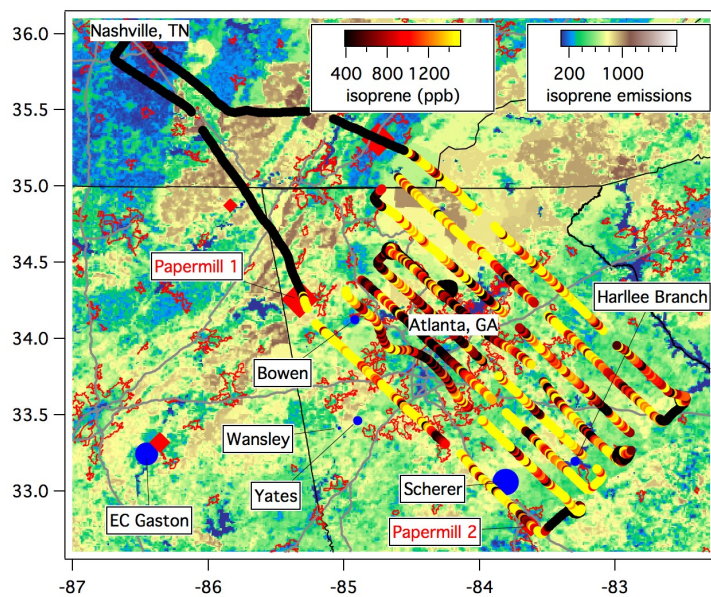 36.0
35.5
35.0
34.5
34.0
33.5
33.0
Nashville, TN
400 800 1200
isoprene (ppb)
200 1000
isoprene emissions
Papermill 1
Harllee Branch
Atlanta, GA
Bowen
Wansley
Yates
Scherer
EC Gaston
Papermill 2
-87 -86 -85 -84 -83